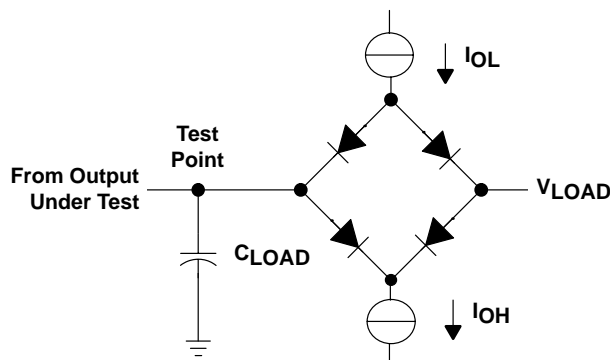 IOL
Test
Point
From Output
Under Test
VLOAD
CLOAD
IOH